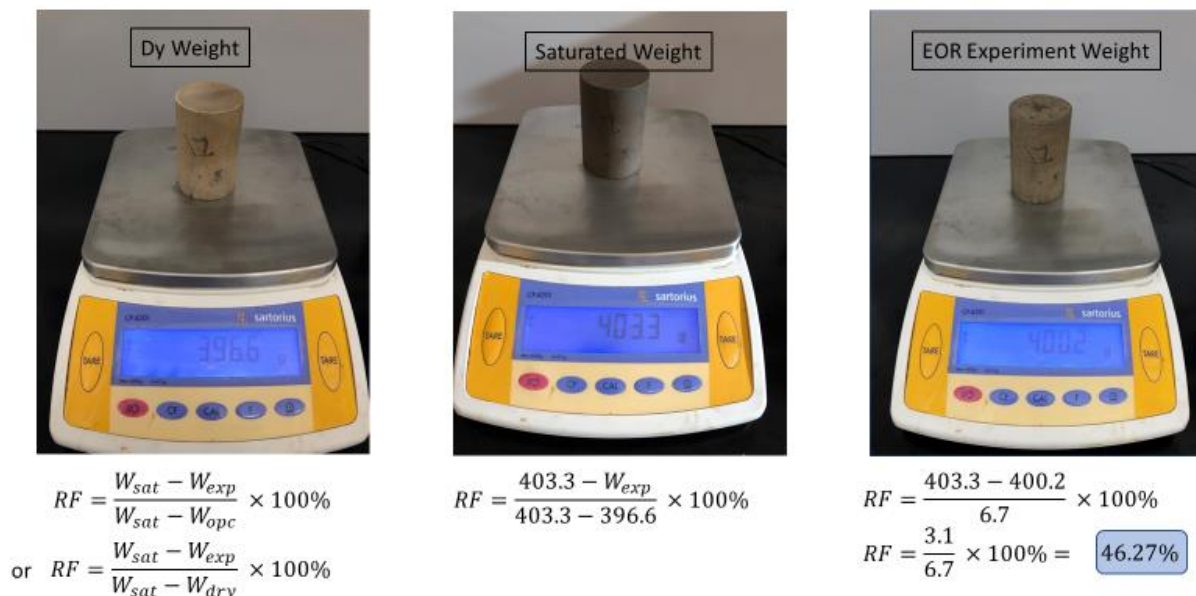 Dy Weight
sartorius
396.6 g
TARE
TARE
I/O CF CAL F
RF = (W_sat − W_exp) / (W_sat − W_opc) × 100%
or RF = (W_sat − W_exp) / (W_sat − W_dry) × 100%
Saturated Weight
sartorius
403.3 g
TARE
TARE
I/O CF CAL F
RF = (403.3 − W_exp) / (403.3 − 396.6) × 100%
EOR Experiment Weight
sartorius
400.2 g
TARE
TARE
I/O CF CAL F
RF = (403.3 − 400.2) / 6.7 × 100%
RF = 3.1 / 6.7 × 100% = 46.27%